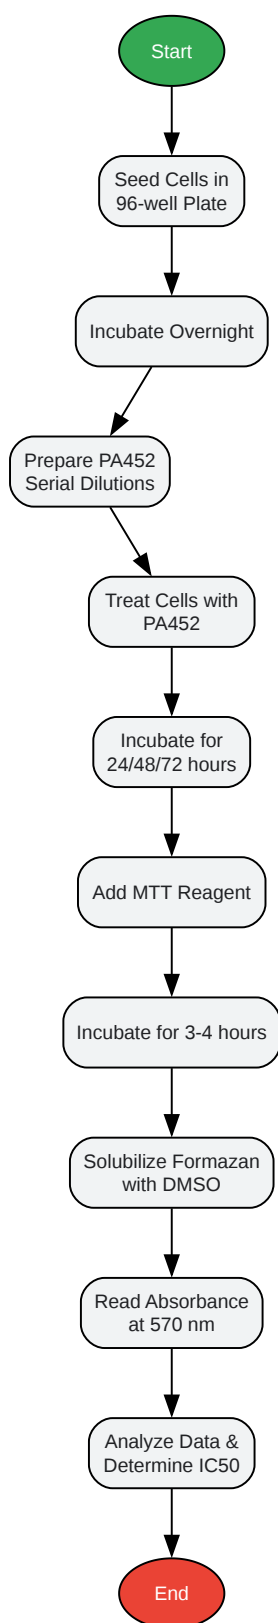 Start
Seed Cells in
96-well Plate
Incubate Overnight
Prepare PA452
Serial Dilutions
Treat Cells with
PA452
Incubate for
24/48/72 hours
Add MTT Reagent
Incubate for 3-4 hours
Solubilize Formazan
with DMSO
Read Absorbance
at 570 nm
Analyze Data &
Determine IC50
End